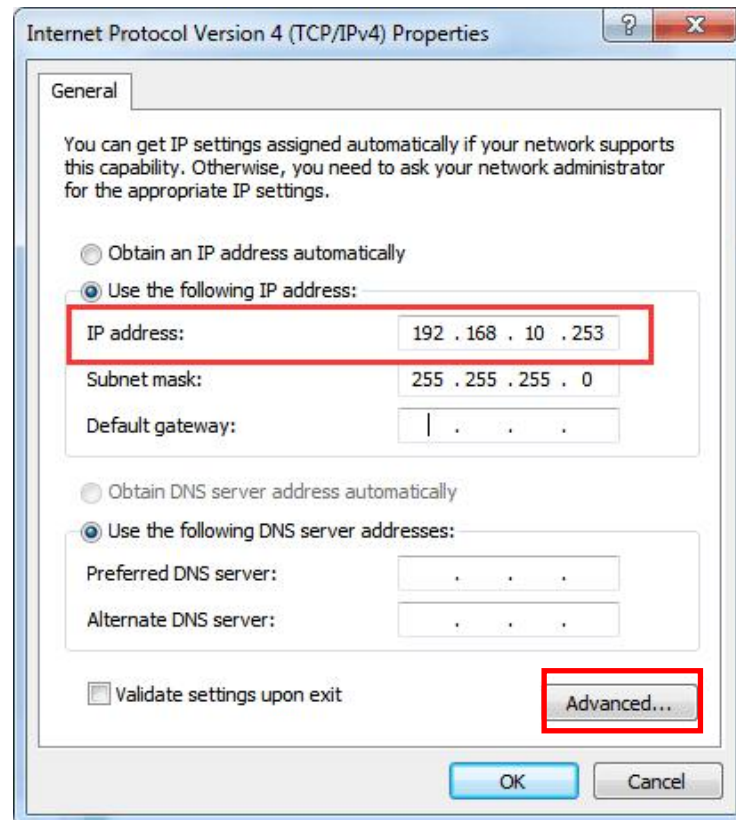 Internet Protocol Version 4 (TCP/IPv4) Properties
General
You can get IP settings assigned automatically if your network supports
this capability. Otherwise, you need to ask your network administrator
for the appropriate IP settings.
Obtain an IP address automatically
Use the following IP address:
IP address: 192 . 168 . 10 . 253
Subnet mask: 255 . 255 . 255 . 0
Default gateway: . . .
Obtain DNS server address automatically
Use the following DNS server addresses:
Preferred DNS server: . . .
Alternate DNS server: . . .
Validate settings upon exit
Advanced...
OK Cancel